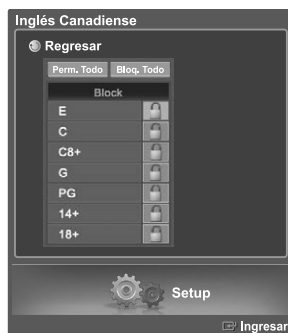 Inglés Canadiense
Regresar
Perm. Todo Bloq. Todo
Block
E
C
C8+
G
PG
14+
18+
Setup
Ingresar